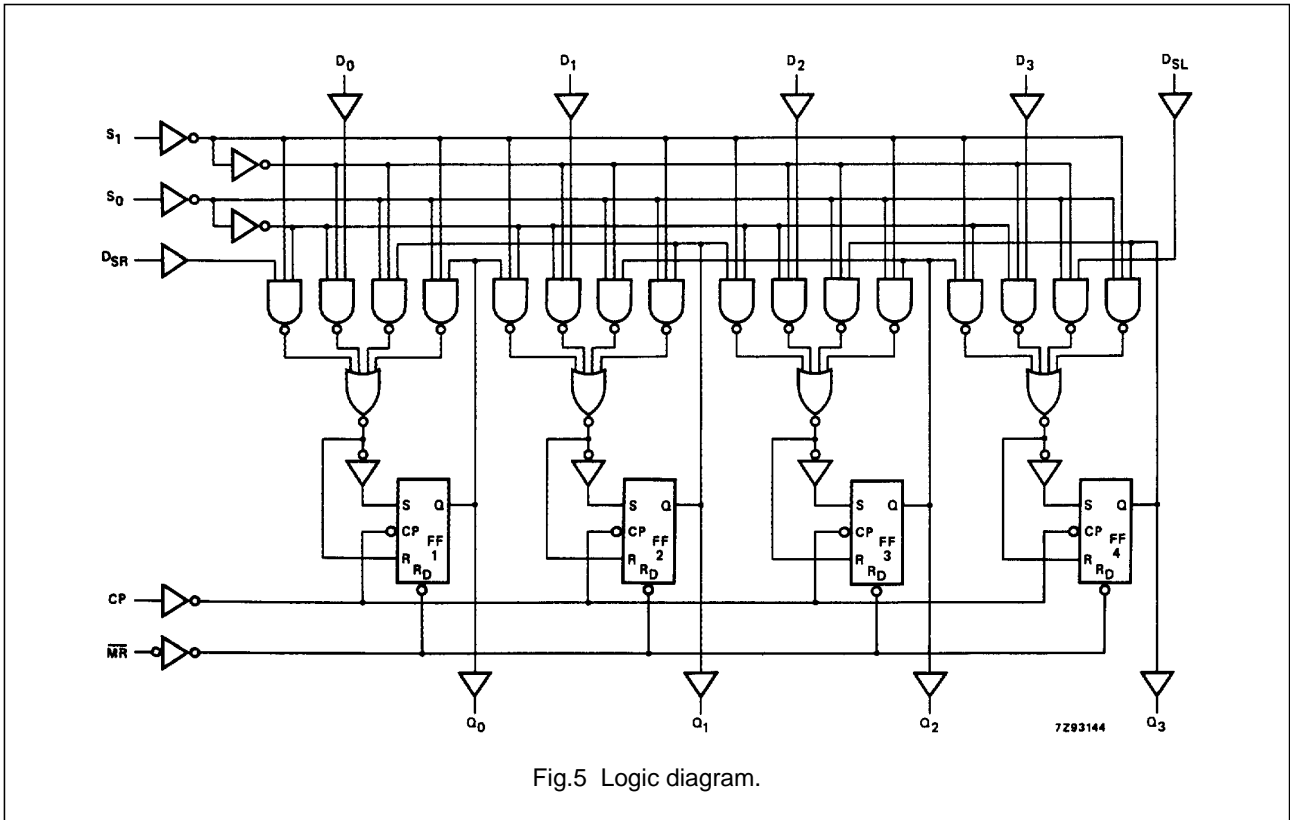 D0 D1 D2 D3 DSL
S1
S0
DSR
S Q S Q S Q S Q
CP FF 1 CP FF 2 CP FF 3 CP FF 4
R RD R RD R RD R RD
CP
MR
Q0 Q1 Q2 7Z93144 Q3
Fig.5 Logic diagram.